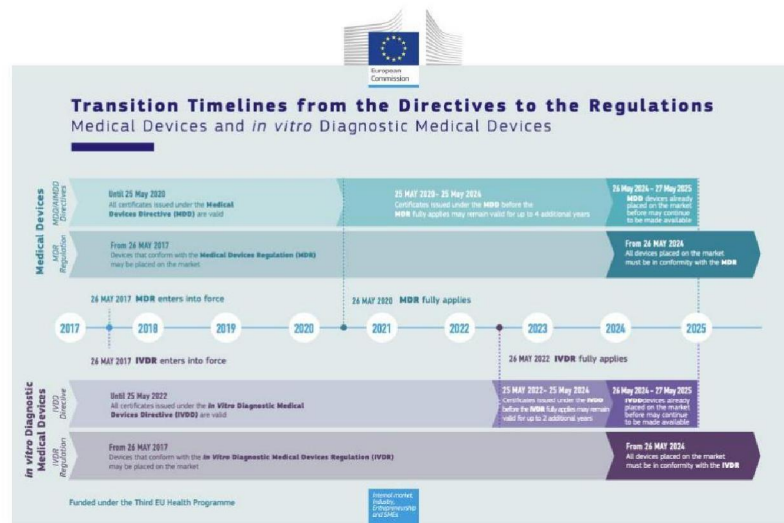 European
Commission
Transition Timelines from the Directives to the Regulations
Medical Devices and in vitro Diagnostic Medical Devices
Medical Devices
MDD/AIMDD
Directives
Until 25 May 2020
All certificates issued under the Medical
Devices Directive (MDD) are valid
25 MAY 2020- 25 May 2024
Certificates issued under the MDD before the
MDR fully applies may remain valid for up to 4 additional years
26 May 2024 - 27 May 2025
MDD devices already
placed on the market
before may continue
to be made available
MDR
Regulation
From 26 MAY 2017
Devices that conform with the Medical Devices Regulation (MDR)
may be placed on the market
From 26 MAY 2024
All devices placed on the market
must be in conformity with the MDR
26 MAY 2017 MDR enters into force
26 MAY 2020 MDR fully applies
2017 2018 2019 2020 2021 2022 2023 2024 2025
26 MAY 2017 IVDR enters into force
26 MAY 2022 IVDR fully applies
in vitro Diagnostic
Medical Devices
IVDD
Directive
Until 25 May 2022
All certificates issued under the in Vitro Diagnostic Medical
Devices Directive (IVDD) are valid
25 MAY 2022- 25 May 2024
Certificates issued under the IVDD
before the IVDR fully applies may remain
valid for up to 2 additional years
26 May 2024 - 27 May 2025
IVDDdevices already
placed on the market
before may continue
to be made available
IVDR
Regulation
From 26 MAY 2017
Devices that conform with the In Vitro Diagnostic Medical Devices Regulation (IVDR)
may be placed on the market
From 26 MAY 2024
All devices placed on the market
must be in conformity with the IVDR
Funded under the Third EU Health Programme
Internal market,
Industry,
Entrepreneurship
and SMEs